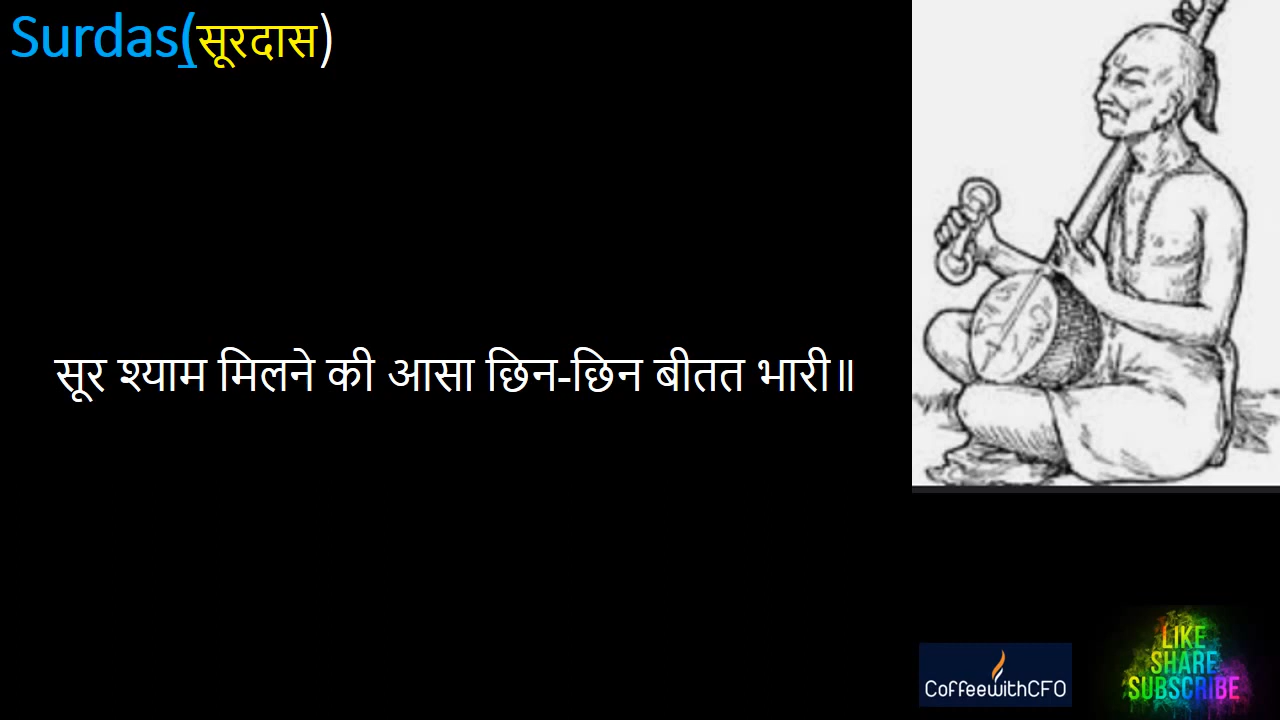 Surdas(सूरदास)
सूर श्याम मिलने की आसा छिन-छिन बीतत भारी॥
CoffeewithCFO
LIKE
SHARE
SUBSCRIBE